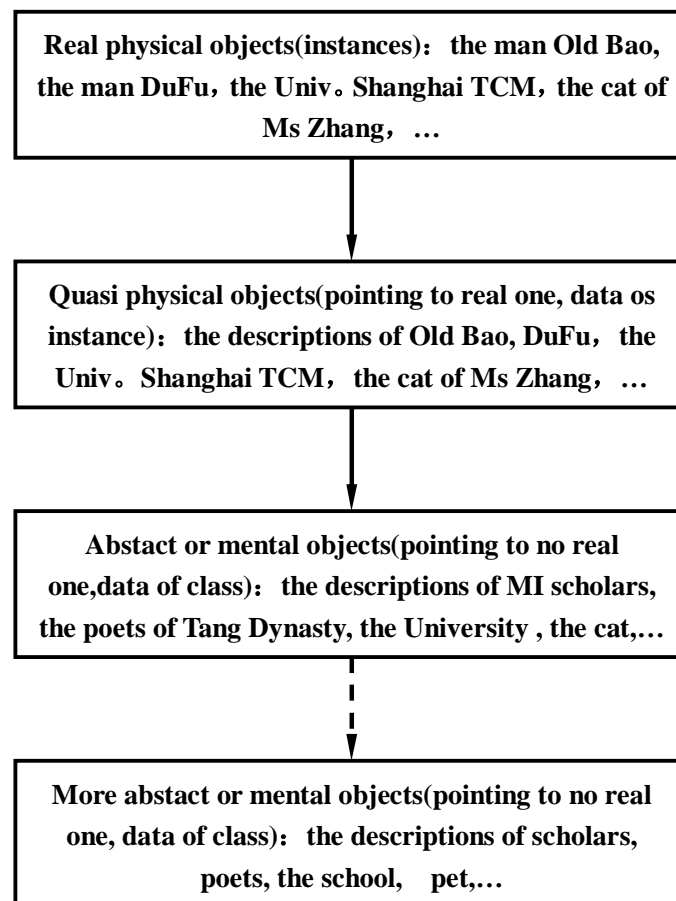 Real physical objects(instances)：the man Old Bao,
the man DuFu，the Univ。Shanghai TCM，the cat of
Ms Zhang，…
Quasi physical objects(pointing to real one, data os
instance)：the descriptions of Old Bao, DuFu，the
Univ。Shanghai TCM，the cat of Ms Zhang，…
Abstact or mental objects(pointing to no real
one,data of class)：the descriptions of MI scholars,
the poets of Tang Dynasty, the University , the cat,…
More abstact or mental objects(pointing to no real
one, data of class)：the descriptions of scholars,
poets, the school, pet,…